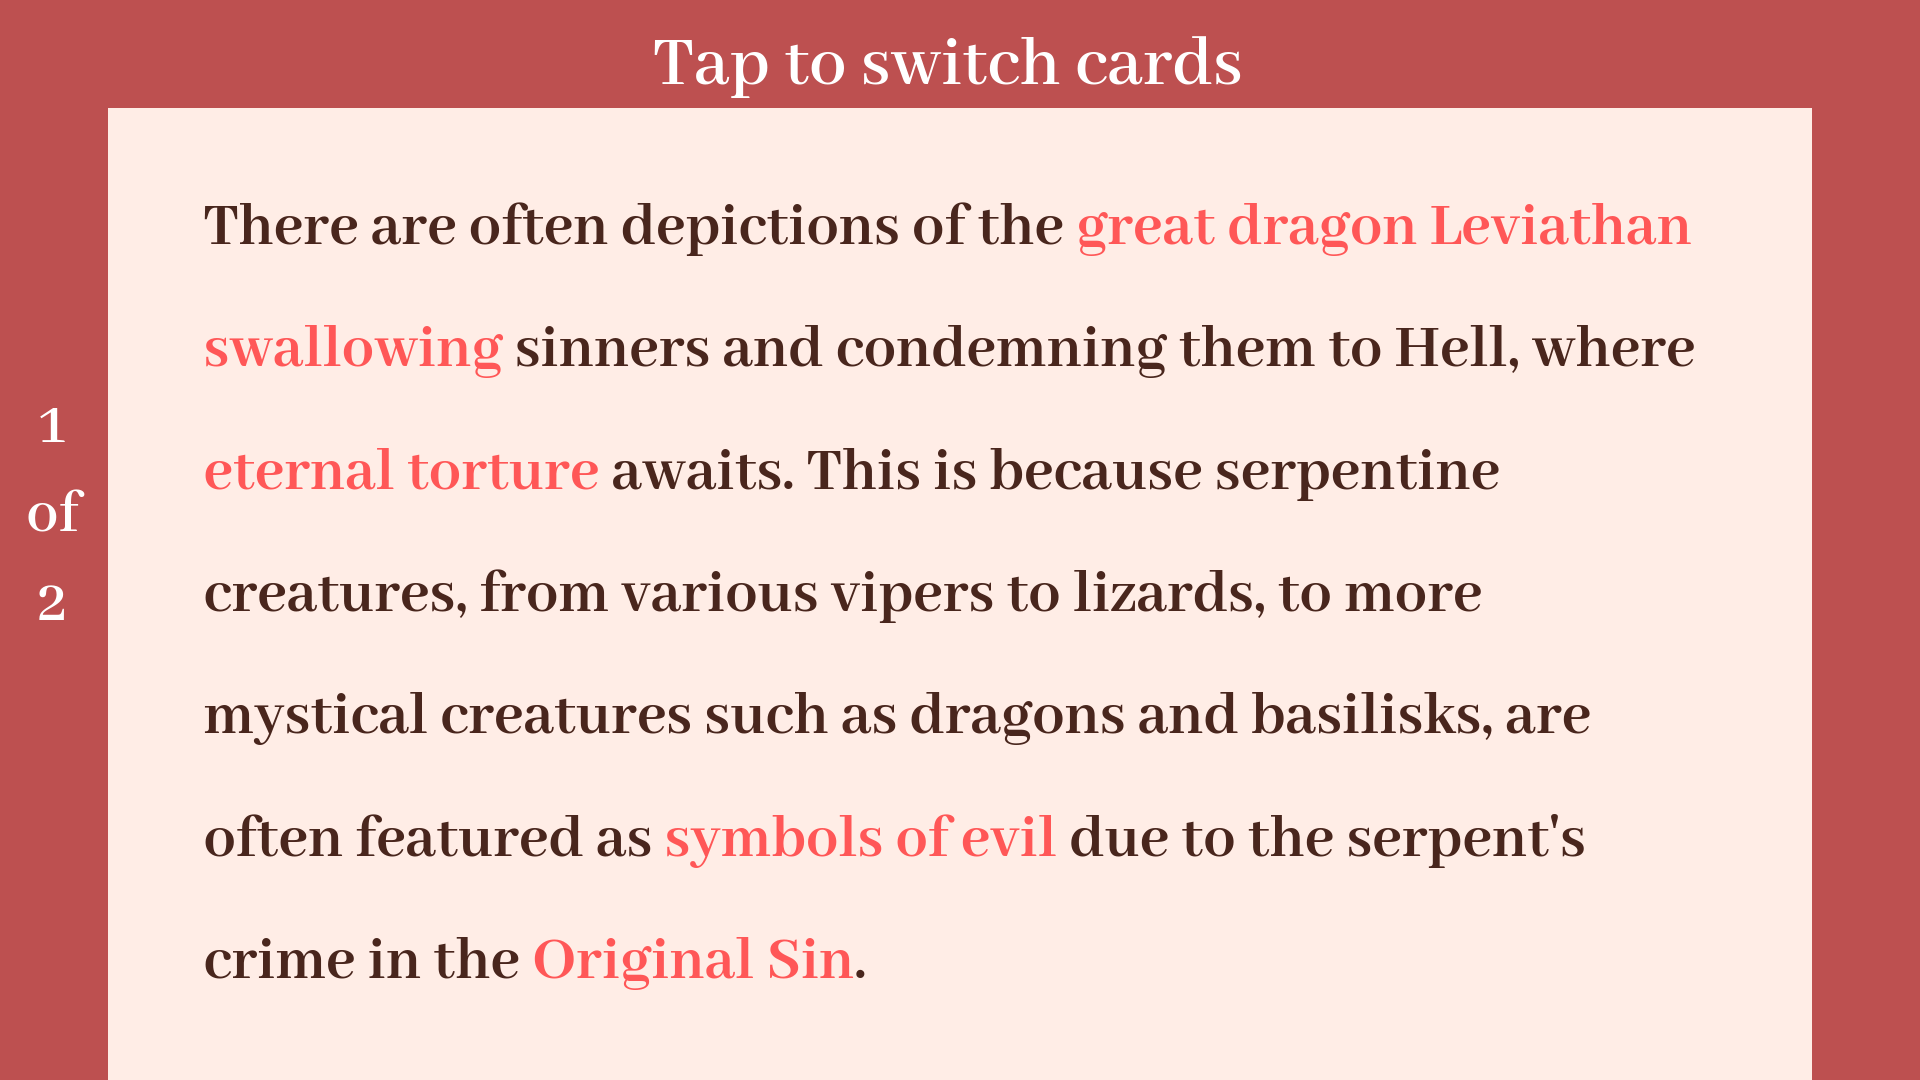 Tap to switch cards
There are often depictions of the great dragon Leviathan
swallowing sinners and condemning them to Hell, where
eternal torture awaits. This is because serpentine
creatures, from various vipers to lizards, to more
mystical creatures such as dragons and basilisks, are
often featured as symbols of evil due to the serpent's
crime in the Original Sin.
1
of
2